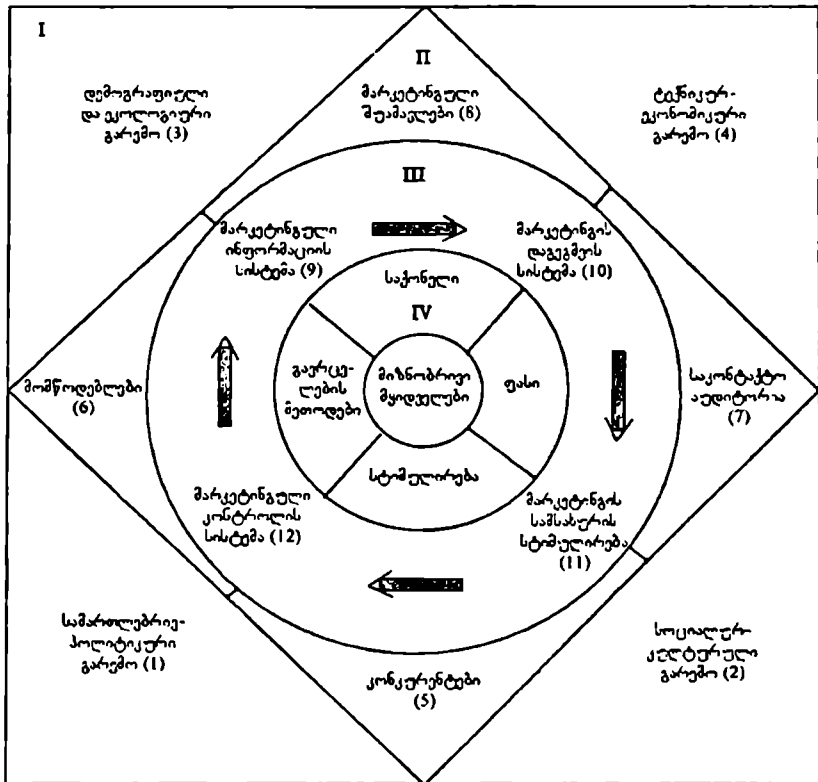 I
II
დემოგრაფიული
და ეკოლოგიური
გარემო (3)
მარკეტინგული
შუამავლები (8)
ტექნიკურ-
ეკონომიკური
გარემო (4)
III
მარკეტინგული
ინფორმაციის
სისტემა (9)
მარკეტინგის
დაგეგმვის
სისტემა (10)
საქონელი
IV
მომწოდებლები
(6)
გავრცე-
ლების
მეთოდები
მიზნობრივი
მყიდველები
ფასი
საკონტაქტო
აუდიტორია
(7)
სტიმულირება
მარკეტინგული
კონტროლის
სისტემა (12)
მარკეტინგის
სამსახურის
სტიმულირება
(11)
სამართლებრივ-
პოლიტიკური
გარემო (1)
კონკურენტები
(5)
სოციალურ-
კულტურული
გარემო (2)